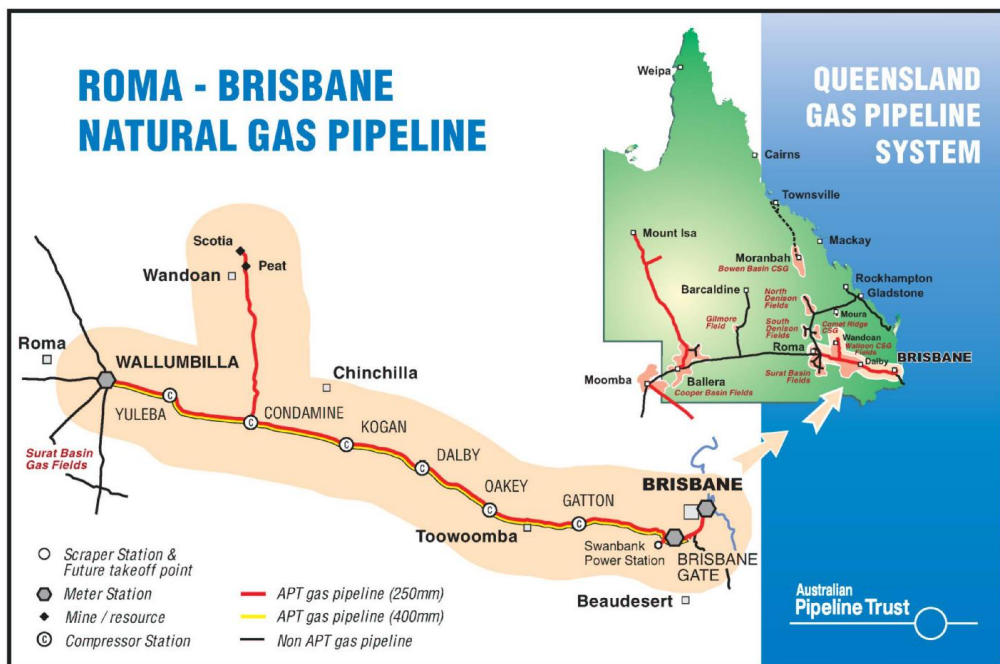 ROMA - BRISBANE
NATURAL GAS PIPELINE
QUEENSLAND
GAS PIPELINE
SYSTEM
Weipa
Cairns
Townsville
Mount Isa
Mackay
Moranbah
Bowen Basin CSG
Rockhampton
Gladstone
Barcaldine
North
Denison
Fields
Gilmore
Field
South
Denison
Fields
Moura
Comet Ridge
CSG
Wandoan
Walloon CSG
Fields
Roma
Dalby
BRISBANE
Surat Basin
Fields
Moomba
Ballera
Cooper Basin Fields
Scotia
Peat
Wandoan
Roma
WALLUMBILLA
Chinchilla
YULEBA
C
C
CONDAMINE
KOGAN
C
DALBY
C
Surat Basin
Gas Fields
OAKEY
C
GATTON
C
BRISBANE
Toowoomba
Swanbank
Power Station
BRISBANE
GATE
Beaudesert
Scraper Station &
Future takeoff point
Meter Station
Mine / resource
C Compressor Station
APT gas pipeline (250mm)
APT gas pipeline (400mm)
Non APT gas pipeline
Australian
Pipeline Trust